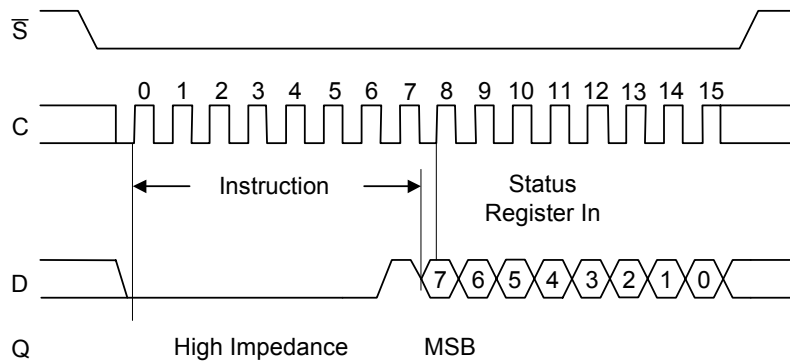 S̅
0 1 2 3 4 5 6 7 8 9 10 11 12 13 14 15
C
Instruction
Status
Register In
D
7 6 5 4 3 2 1 0
Q
High Impedance
MSB